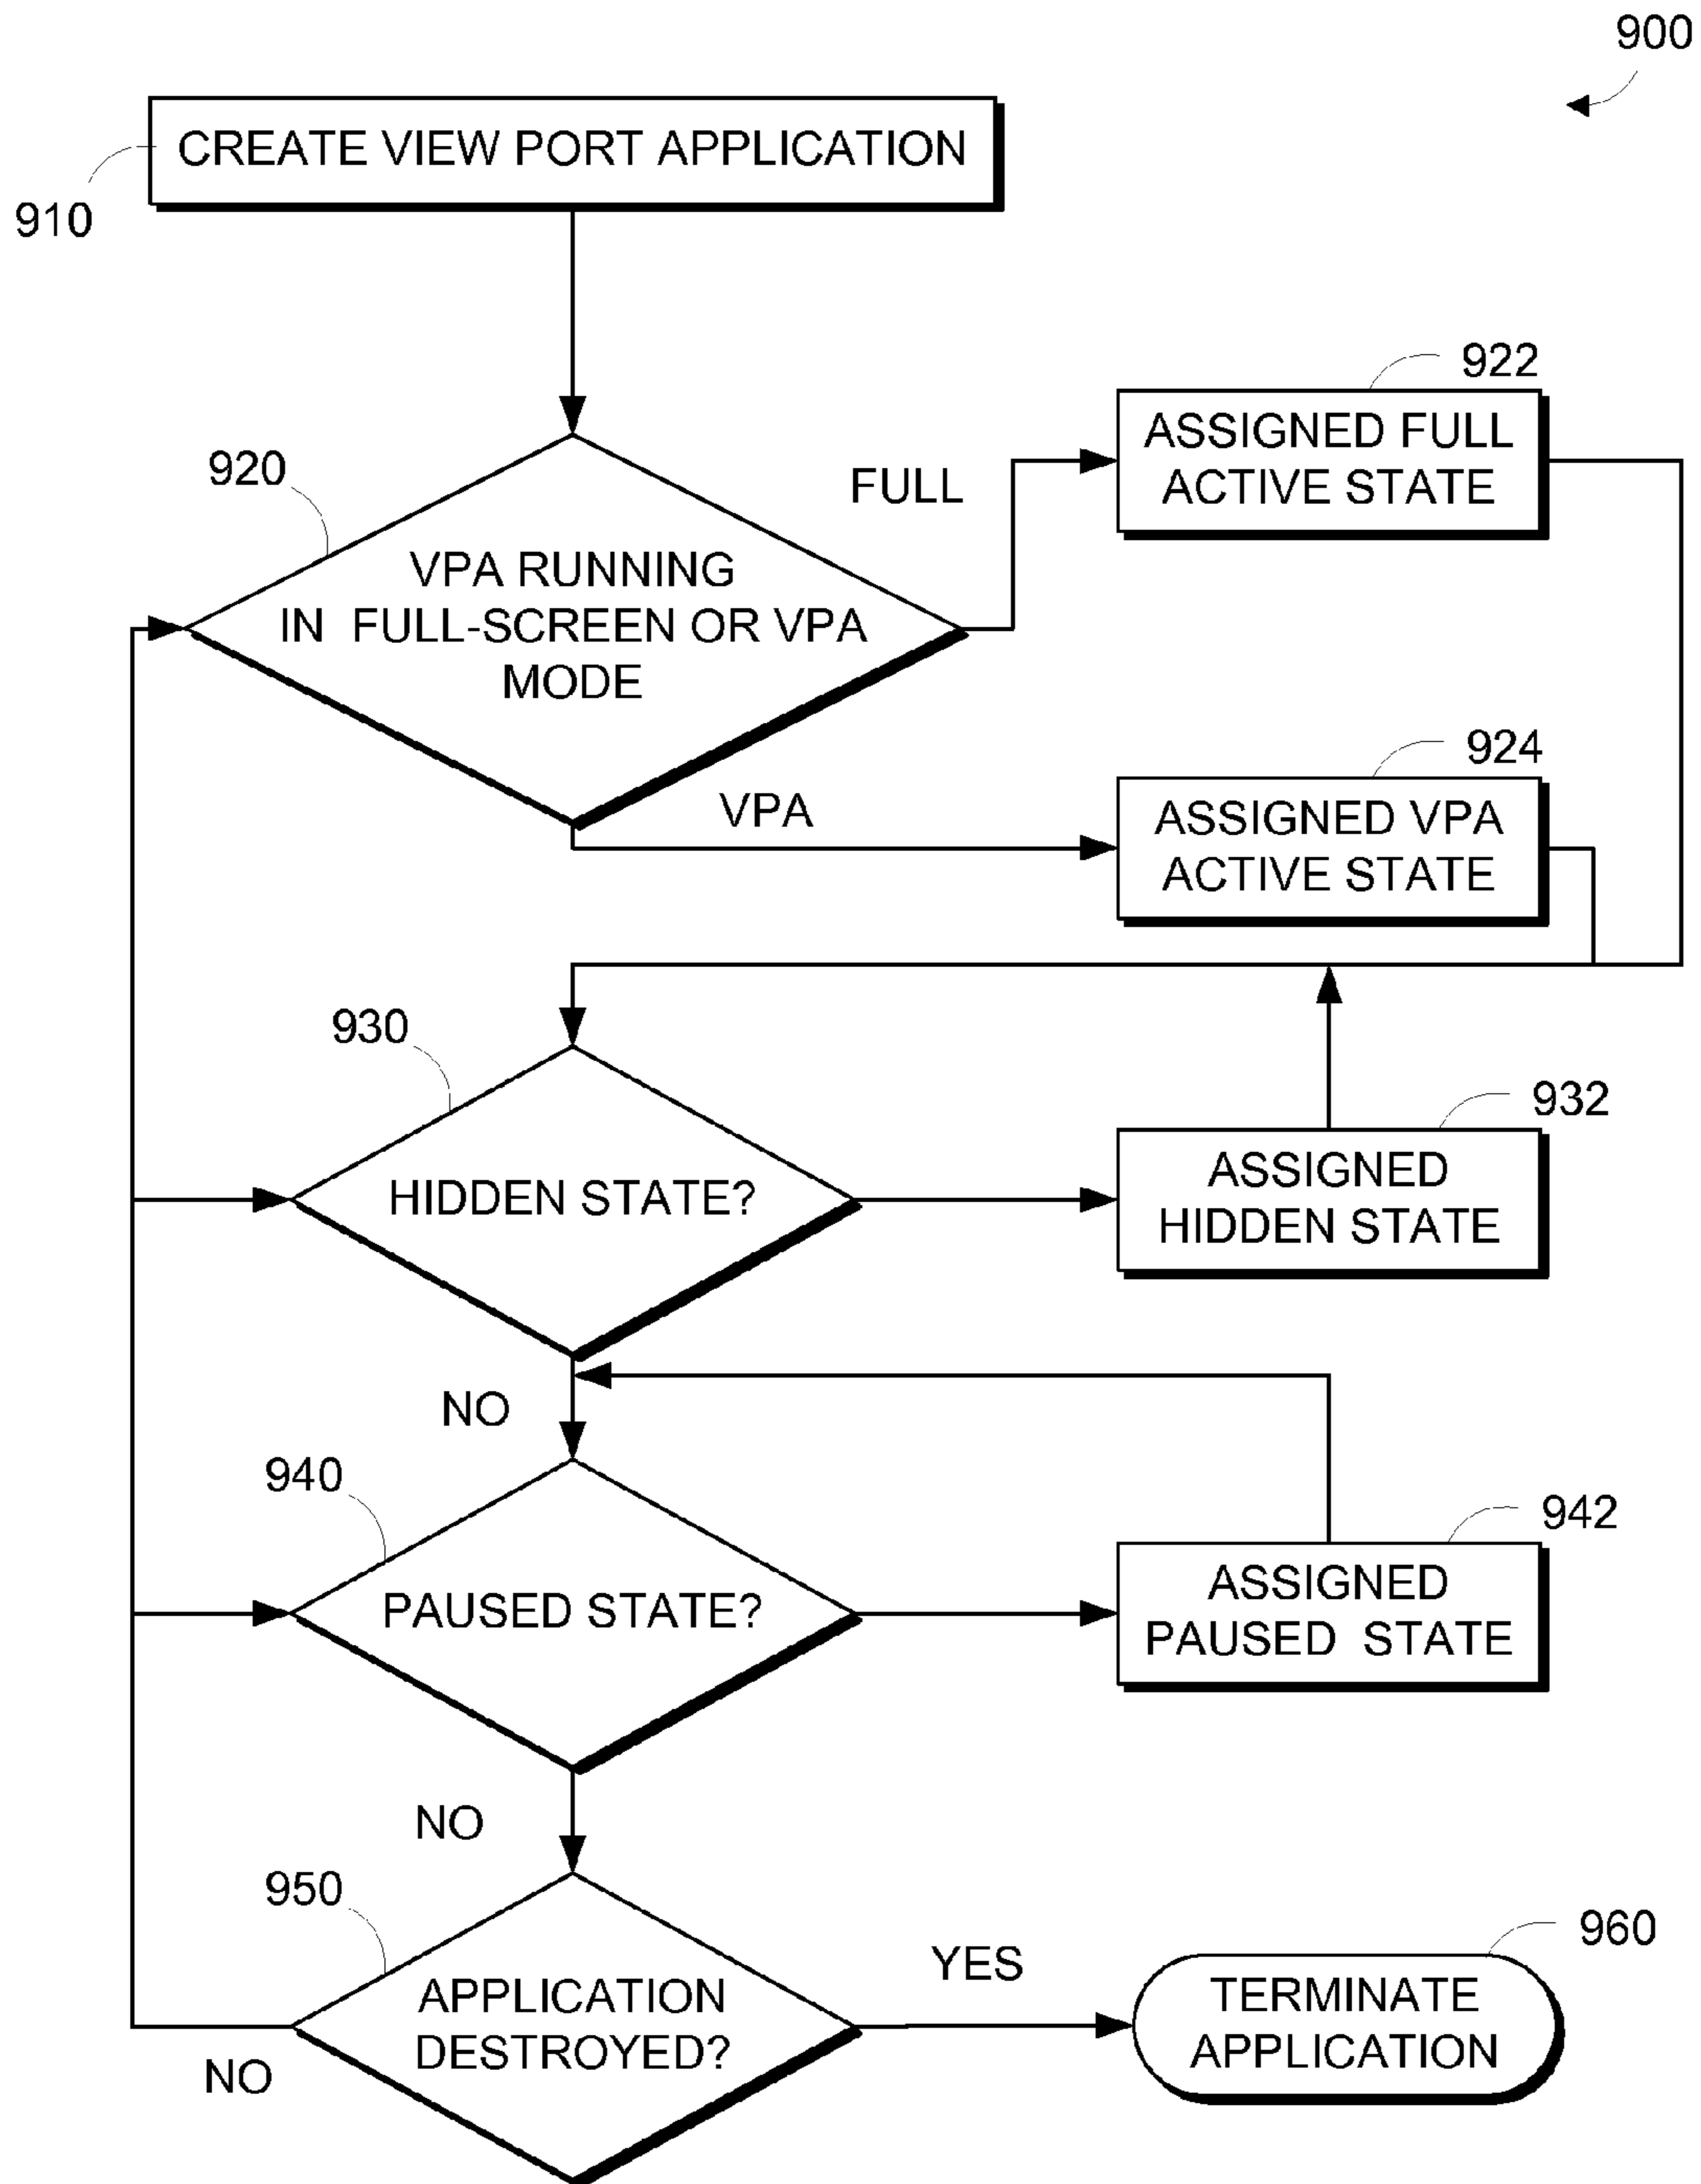 900
CREATE VIEW PORT APPLICATION
910
922
ASSIGNED FULL
ACTIVE STATE
920
FULL
VPA RUNNING
IN FULL-SCREEN OR VPA
MODE
924
VPA
ASSIGNED VPA
ACTIVE STATE
930
932
HIDDEN STATE?
ASSIGNED
HIDDEN STATE
NO
940
942
PAUSED STATE?
ASSIGNED
PAUSED STATE
NO
950
960
YES
APPLICATION
DESTROYED?
TERMINATE
APPLICATION
NO